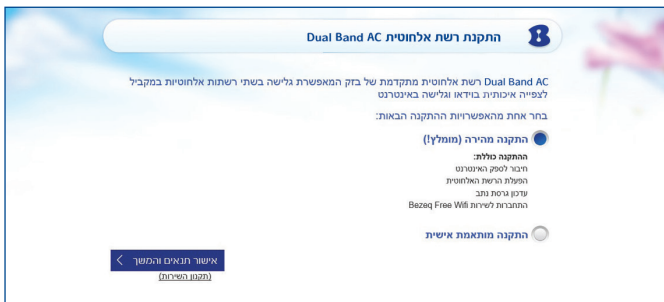 התקנת רשת אלחוטית Dual Band AC
Dual Band AC רשת אלחוטית מתקדמת של בזק המאפשרת גלישה בשתי רשתות אלחוטיות במקביל
לצפייה איכותית בוידאו וגלישה באינטרנט
בחר אחת מהאפשרויות ההתקנה הבאות:
התקנה מהירה (מומלץ!)
ההתקנה כוללת:
חיבור לספק האינטרנט
הפעלת הרשת האלחוטית
עדכון גרסת נתב
התחברות לשירות Bezeq Free Wifi
התקנה מותאמת אישית
אישור תנאים והמשך
(תקנון השירות)